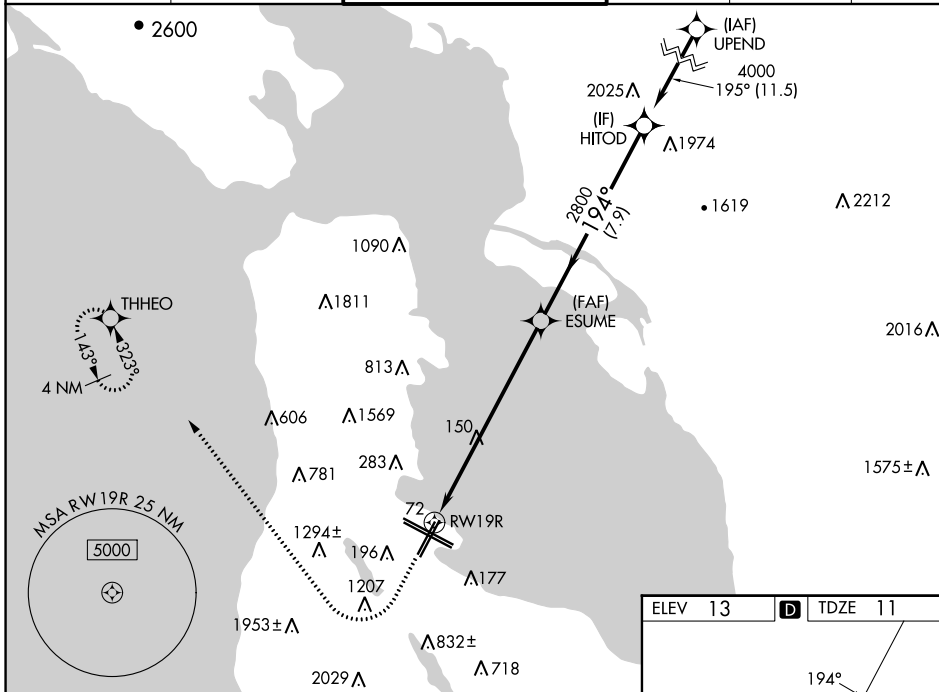 2600
(IAF)
UPEND
4000
195° (11.5)
2025
(IF)
HITOD
1974
2800
194°
(7.9)
1619
2212
1090
1811
THHEO
(FAF)
ESUME
2016
143°
323°
4 NM
813
606
1569
150
283
781
1575±
MSA RW 19R 25 NM
5000
72
RW19R
1294±
196
177
1207
1953±
832±
718
2029
ELEV 13
D
TDZE 11
194°